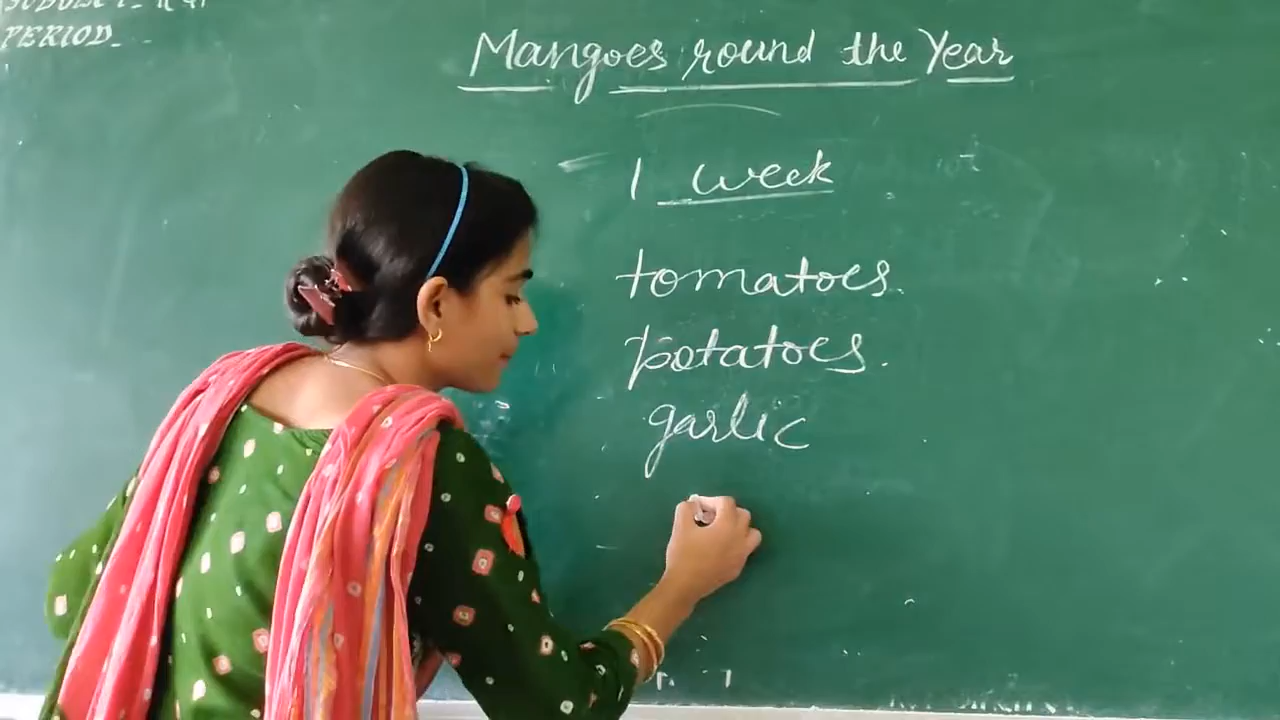 PERIOD
Mangoes round the Year
1 week
tomatoes.
potatoes.
garlic